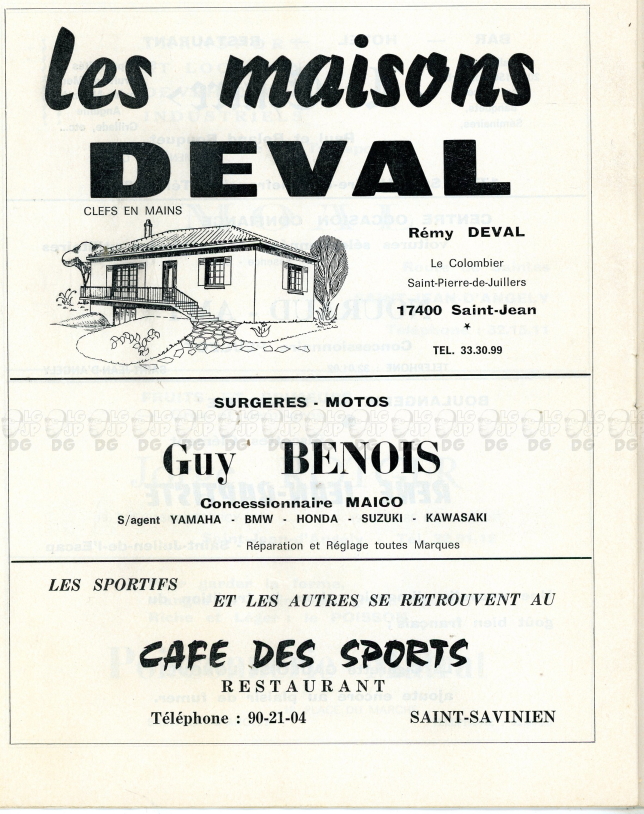 les maisons
DEVAL
CLEFS EN MAINS
Rémy DEVAL
Le Colombier
Saint-Pierre-de-Juillers
17400 Saint-Jean
*
TEL. 33.30.99
SURGERES - MOTOS
Guy BENOIS
Concessionnaire MAICO
S/agent YAMAHA - BMW - HONDA - SUZUKI - KAWASAKI
Réparation et Réglage toutes Marques
LES SPORTIFS
ET LES AUTRES SE RETROUVENT AU
CAFE DES SPORTS
RESTAURANT
Téléphone : 90-21-04 SAINT-SAVINIEN